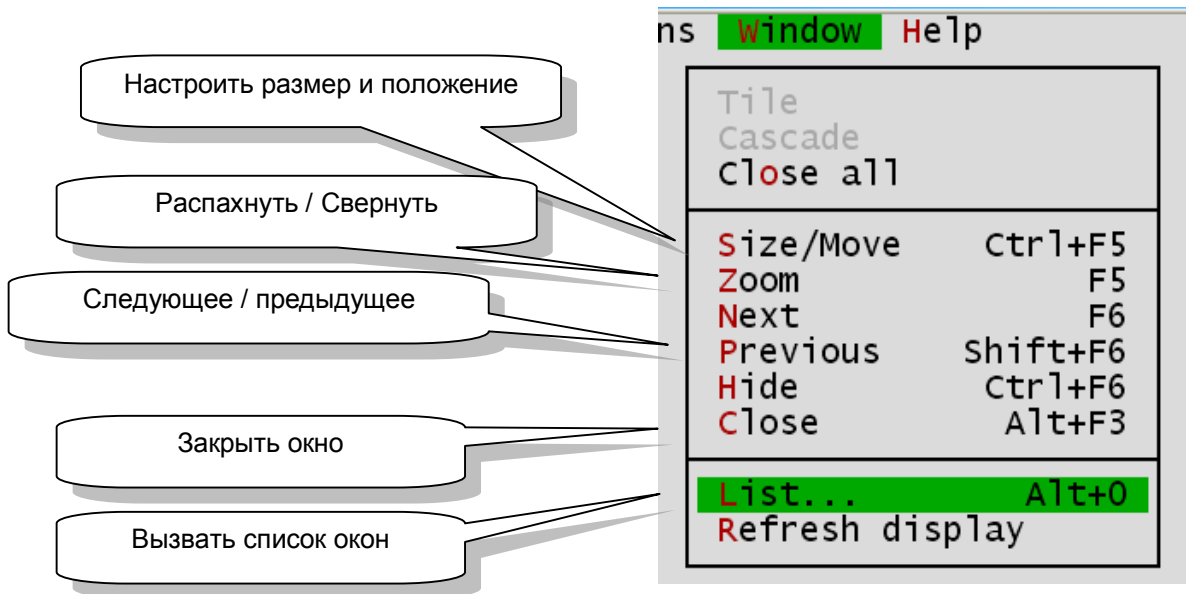 ns Window Help
Настроить размер и положение
Распахнуть / Свернуть
Следующее / предыдущее
Закрыть окно
Вызвать список окон
Tile
Cascade
Close all
Size/Move Ctrl+F5
Zoom F5
Next F6
Previous Shift+F6
Hide Ctrl+F6
Close Alt+F3
List... Alt+0
Refresh display